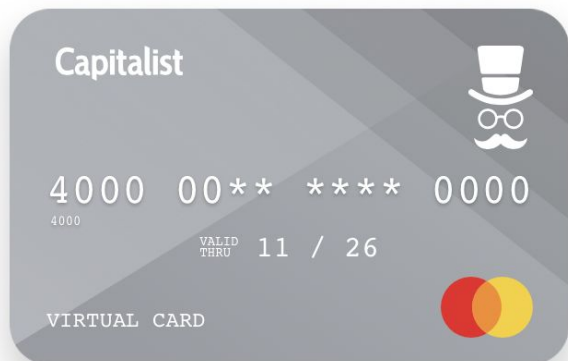 Capitalist
4000 00** **** 0000
4000
VALID THRU 11 / 26
VIRTUAL CARD